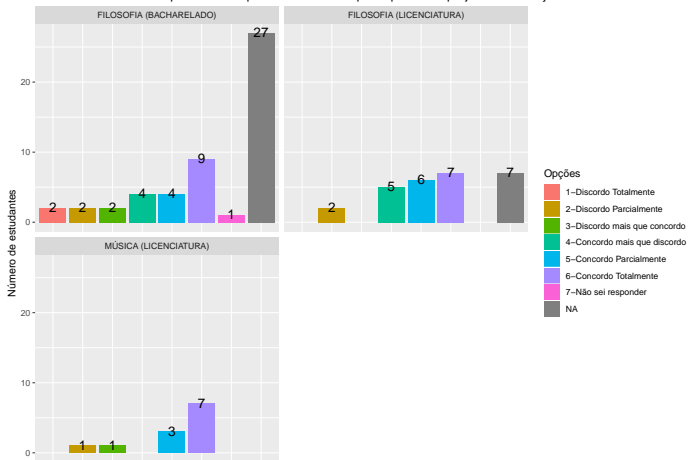 FILOSOFIA (BACHARELADO)
FILOSOFIA (LICENCIATURA)
27
20
10
0
2
2
2
4
4
9
1
2
5
6
7
7
MÚSICA (LICENCIATURA)
20
10
0
1
1
3
7
Número de estudantes
Opções
1−Discordo Totalmente
2−Discordo Parcialmente
3−Discordo mais que concordo
4−Concordo mais que discordo
5−Concordo Parcialmente
6−Concordo Totalmente
7−Não sei responder
NA